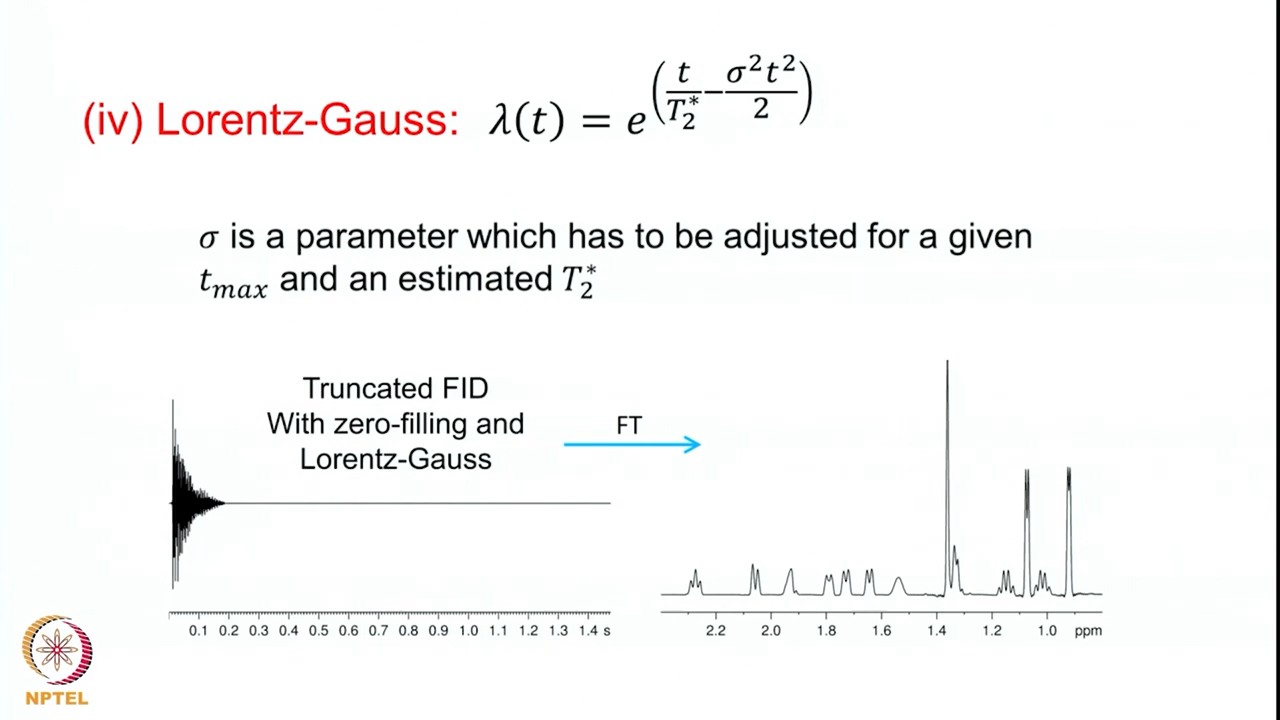 (iv) Lorentz-Gauss: λ(t) = e^(t/T₂* − σ²t²/2)
σ is a parameter which has to be adjusted for a given
t_max and an estimated T₂*
Truncated FID
With zero-filling and
Lorentz-Gauss
FT
0.1 0.2 0.3 0.4 0.5 0.6 0.7 0.8 0.9 1.0 1.1 1.2 1.3 1.4 s
2.2 2.0 1.8 1.6 1.4 1.2 1.0 ppm
NPTEL